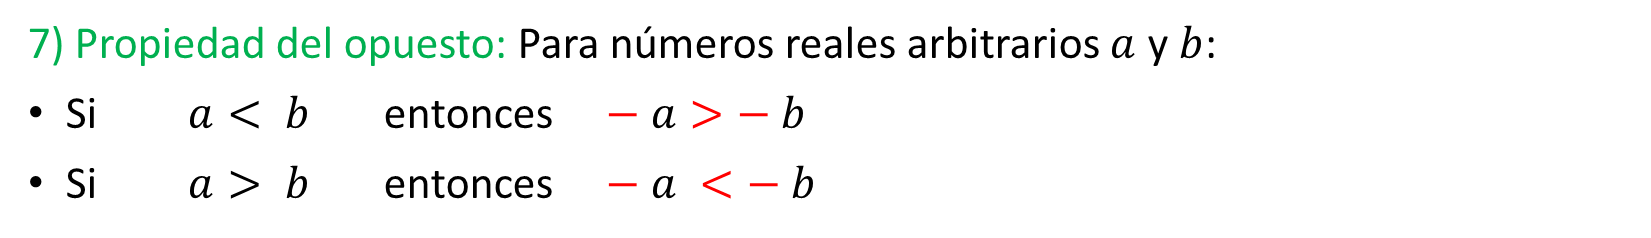 7) Propiedad del opuesto: Para números reales arbitrarios a y b:
• Si a < b entonces − a > − b
• Si a > b entonces − a < − b